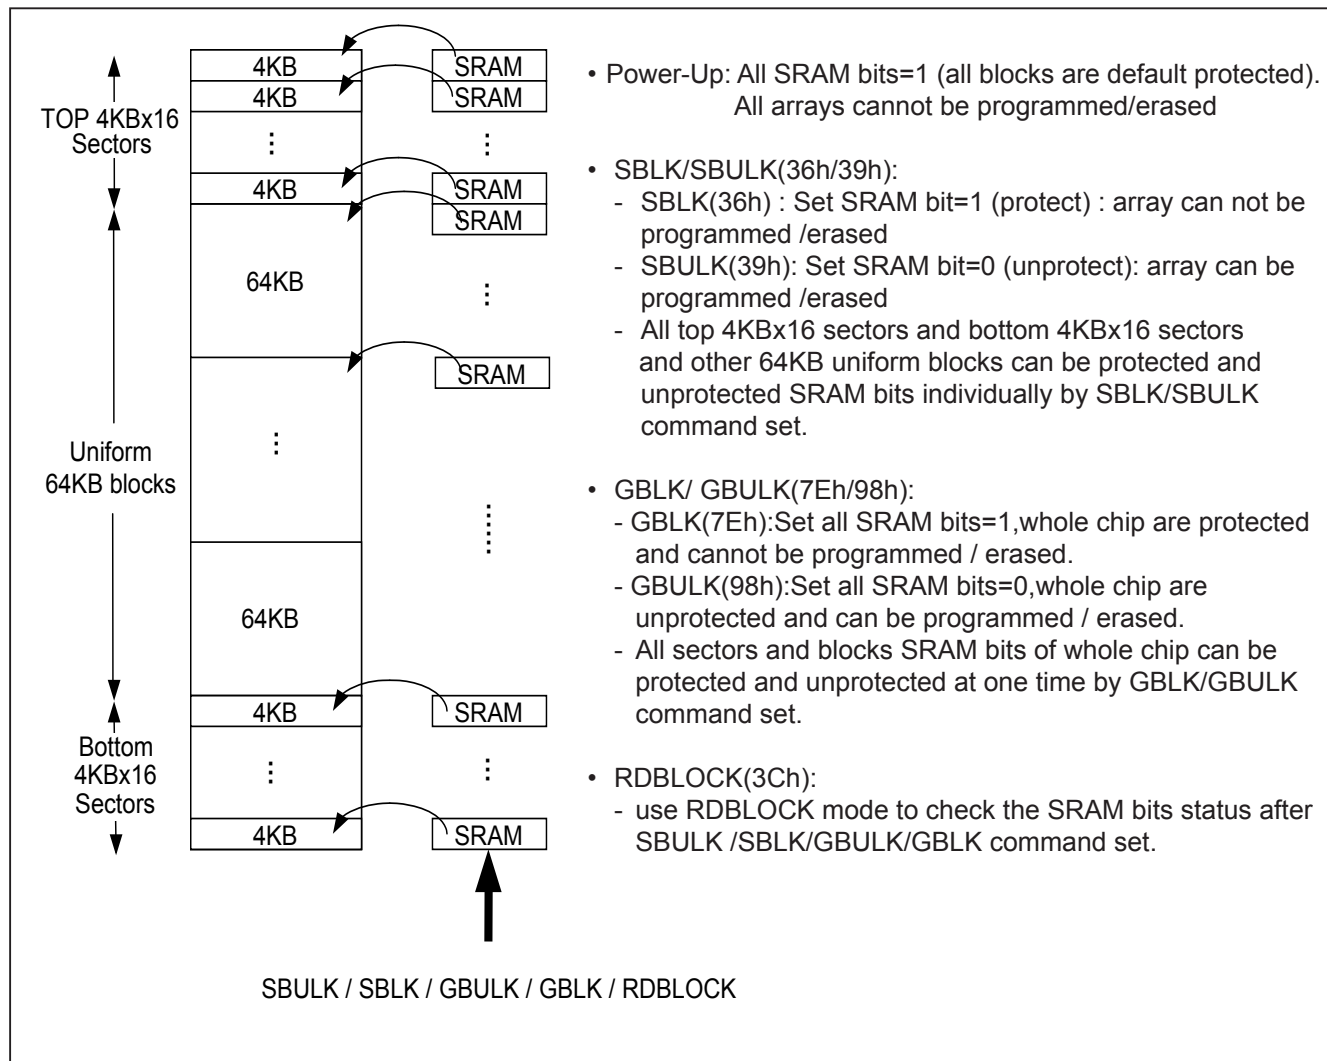 4KB
SRAM
4KB
SRAM
TOP 4KBx16
Sectors
⋮
⋮
4KB
SRAM
SRAM
64KB
⋮
SRAM
Uniform
64KB blocks
⋮
64KB
4KB
SRAM
Bottom
4KBx16
Sectors
⋮
⋮
4KB
SRAM
SBULK / SBLK / GBULK / GBLK / RDBLOCK
• Power-Up: All SRAM bits=1 (all blocks are default protected).
All arrays cannot be programmed/erased
• SBLK/SBULK(36h/39h):
- SBLK(36h) : Set SRAM bit=1 (protect) : array can not be
programmed /erased
- SBULK(39h): Set SRAM bit=0 (unprotect): array can be
programmed /erased
- All top 4KBx16 sectors and bottom 4KBx16 sectors
and other 64KB uniform blocks can be protected and
unprotected SRAM bits individually by SBLK/SBULK
command set.
• GBLK/ GBULK(7Eh/98h):
- GBLK(7Eh):Set all SRAM bits=1,whole chip are protected
and cannot be programmed / erased.
- GBULK(98h):Set all SRAM bits=0,whole chip are
unprotected and can be programmed / erased.
- All sectors and blocks SRAM bits of whole chip can be
protected and unprotected at one time by GBLK/GBULK
command set.
• RDBLOCK(3Ch):
- use RDBLOCK mode to check the SRAM bits status after
SBULK /SBLK/GBULK/GBLK command set.